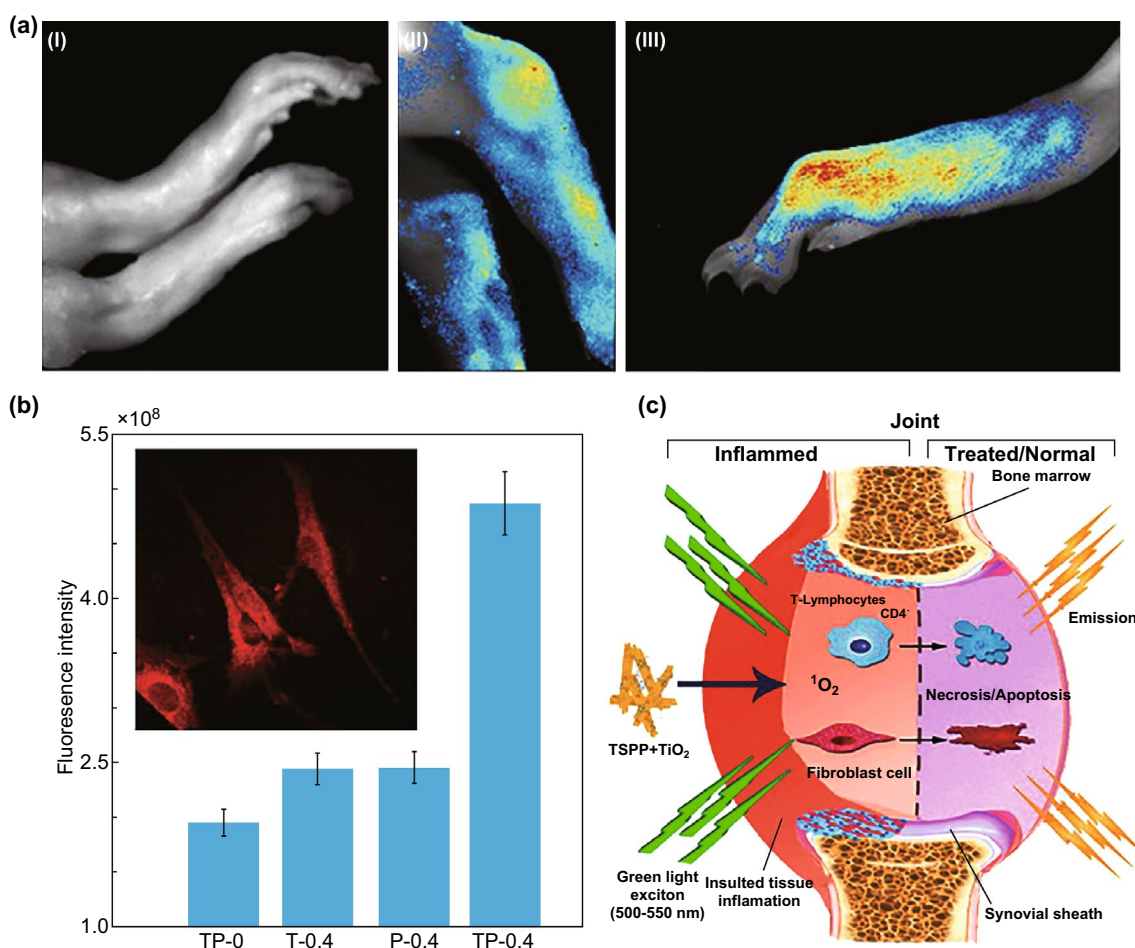 (a)
(I)
(II)
(III)
(b)
×10⁸
5.5
4.0
2.5
1.0
Fluoresence intensity
TP-0
T-0.4
P-0.4
TP-0.4
(c)
Joint
Inflammed
Treated/Normal
Bone marrow
T-Lymphocytes
CD4⁻
Emission
¹O₂
Necrosis/Apoptosis
TSPP+TiO₂
Fibroblast cell
Green light
exciton
(500-550 nm)
Insulted tissue
inflamation
Synovial sheath